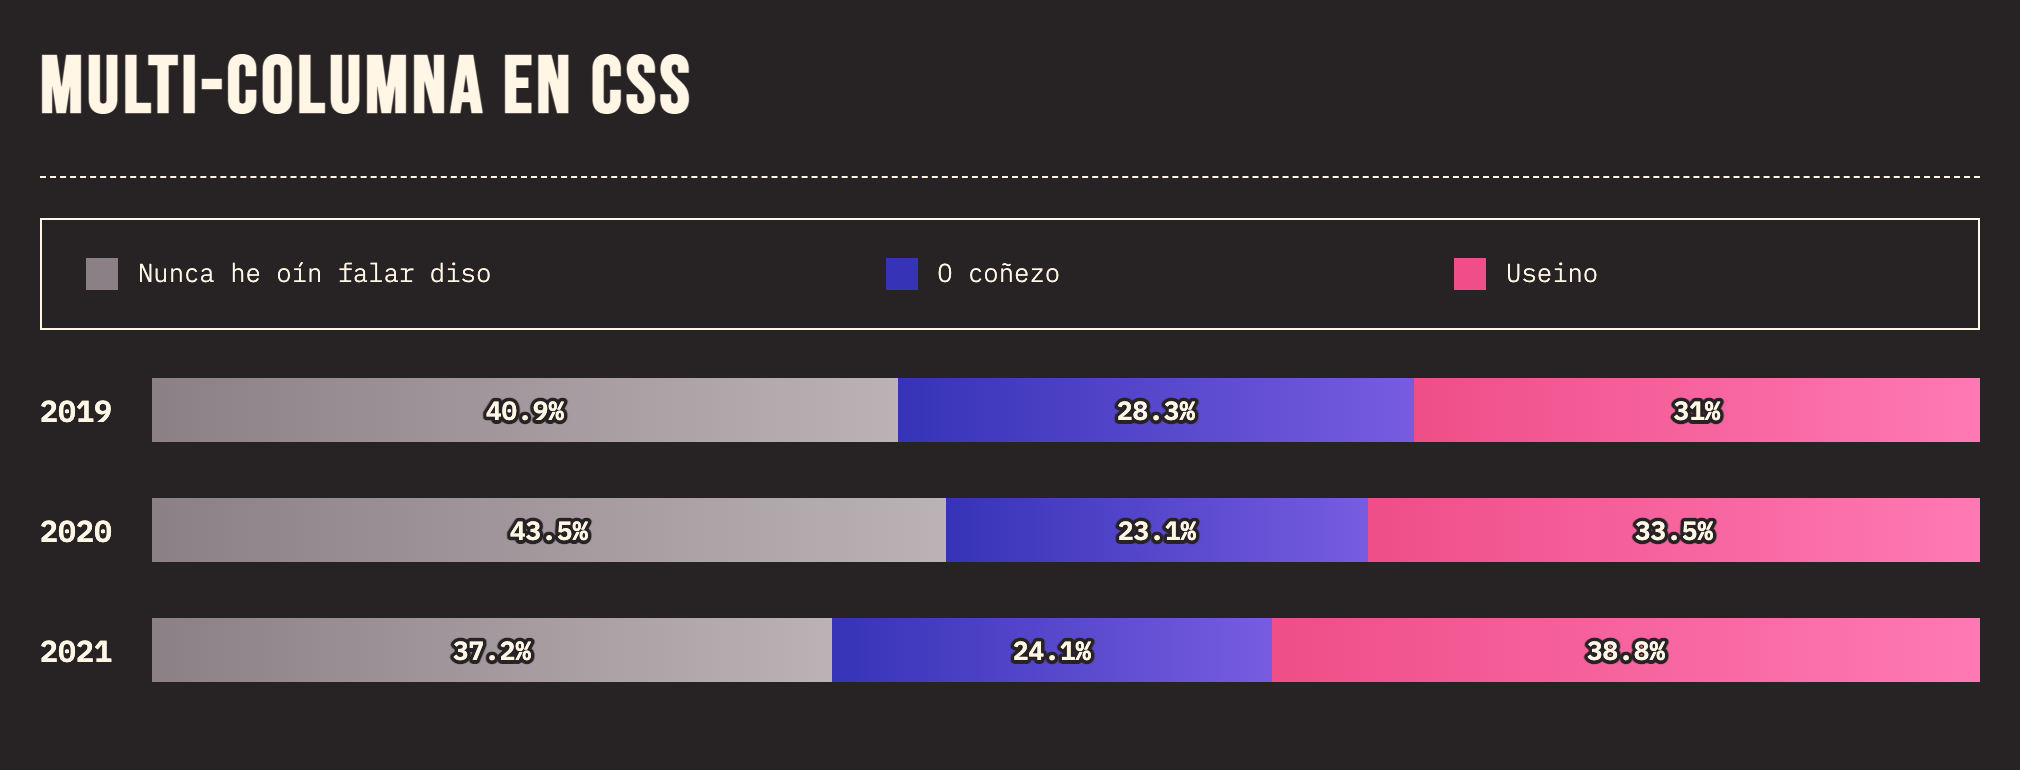 MULTI-COLUMNA EN CSS
Nunca he oín falar diso O coñezo Useino
2019 40.9% 28.3% 31%
2020 43.5% 23.1% 33.5%
2021 37.2% 24.1% 38.8%